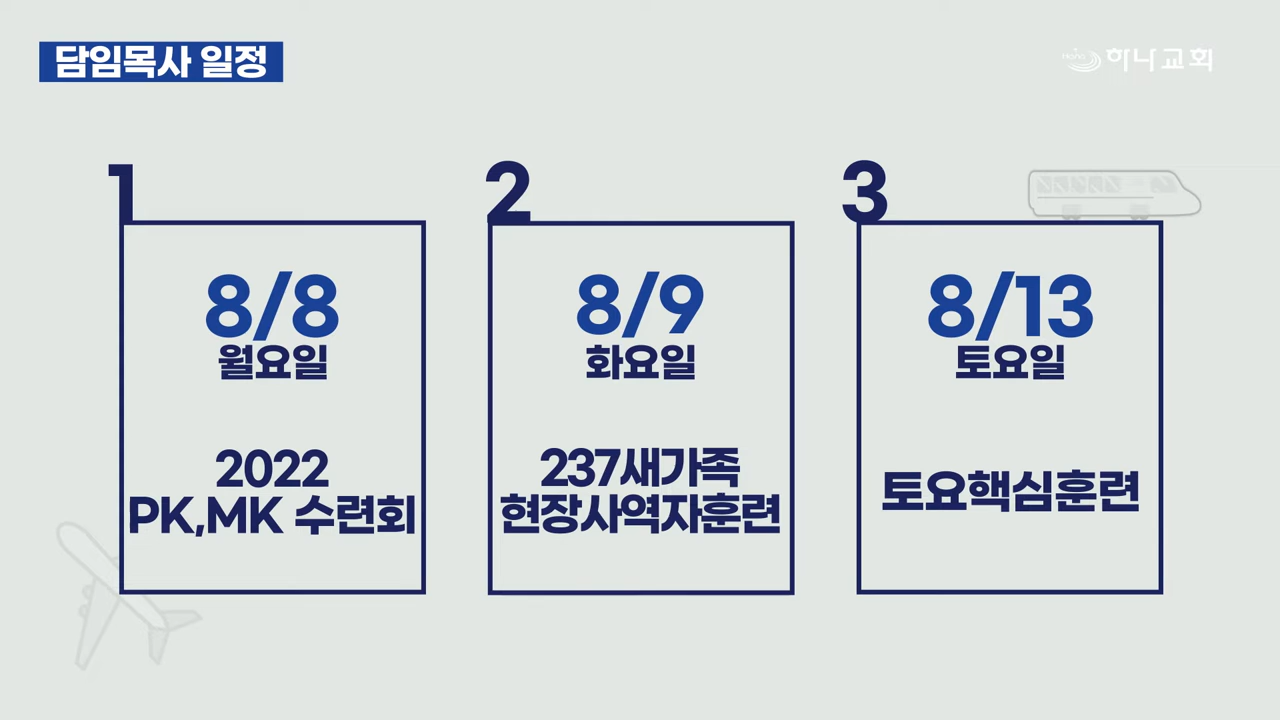 담임목사 일정
하나교회
1
8/8
월요일
2022
PK,MK 수련회
2
8/9
화요일
237새가족
현장사역자훈련
3
8/13
토요일
토요핵심훈련